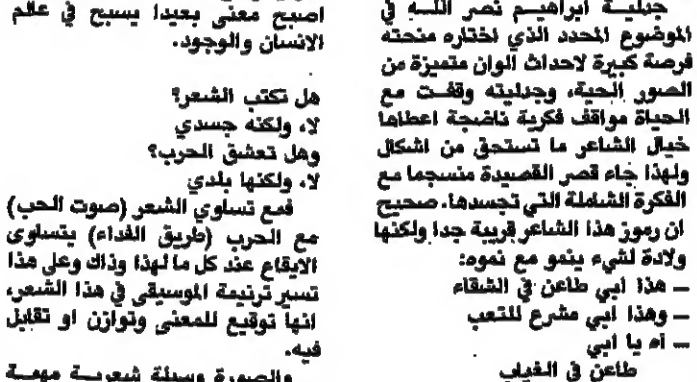 جدلية ابراهيم نصر الله في
الموضوع المحدد الذي اختاره منحته
فرصة كبيرة لاحداث الوان متميزة من
الصور الحية، وجدليته وقفت مع
الحياة مواقف فكرية ناضجة اعطاها
خيال الشاعر ما تستحق من اشكال
ولهذا جاء قصر القصيدة منسجما مع
الفكرة الشاملة التي تجسدها. صحيح
ان رموز هذا الشاعر قريبة جدا ولكنها
ولادة لشيء ينمو مع نموه:
ـ هذا ابي طاعن في الشقاء
ـ وهذا ابي مشرع للتعب
ـ اه يا ابي
طاعن في الغياب
اصبح معنى بعيدا يسبح في عالم
الانسان والوجود.
هل تكتب الشعر؟
لا، ولكنه جسدي
وهل تعشق الحرب؟
لا، ولكنها بلدي
فمع تساوي الشعر (صوت الحب)
مع الحرب (طريق الفداء) يتساوى
الايقاع عند كل ما لهذا وذاك وعلى هذا
تسير ترنيمة الموسيقى في هذا الشعر،
انها توقيع للمعنى وتوازن او تقابل
فيه.
والصورة وسيلة شعرية مهمة